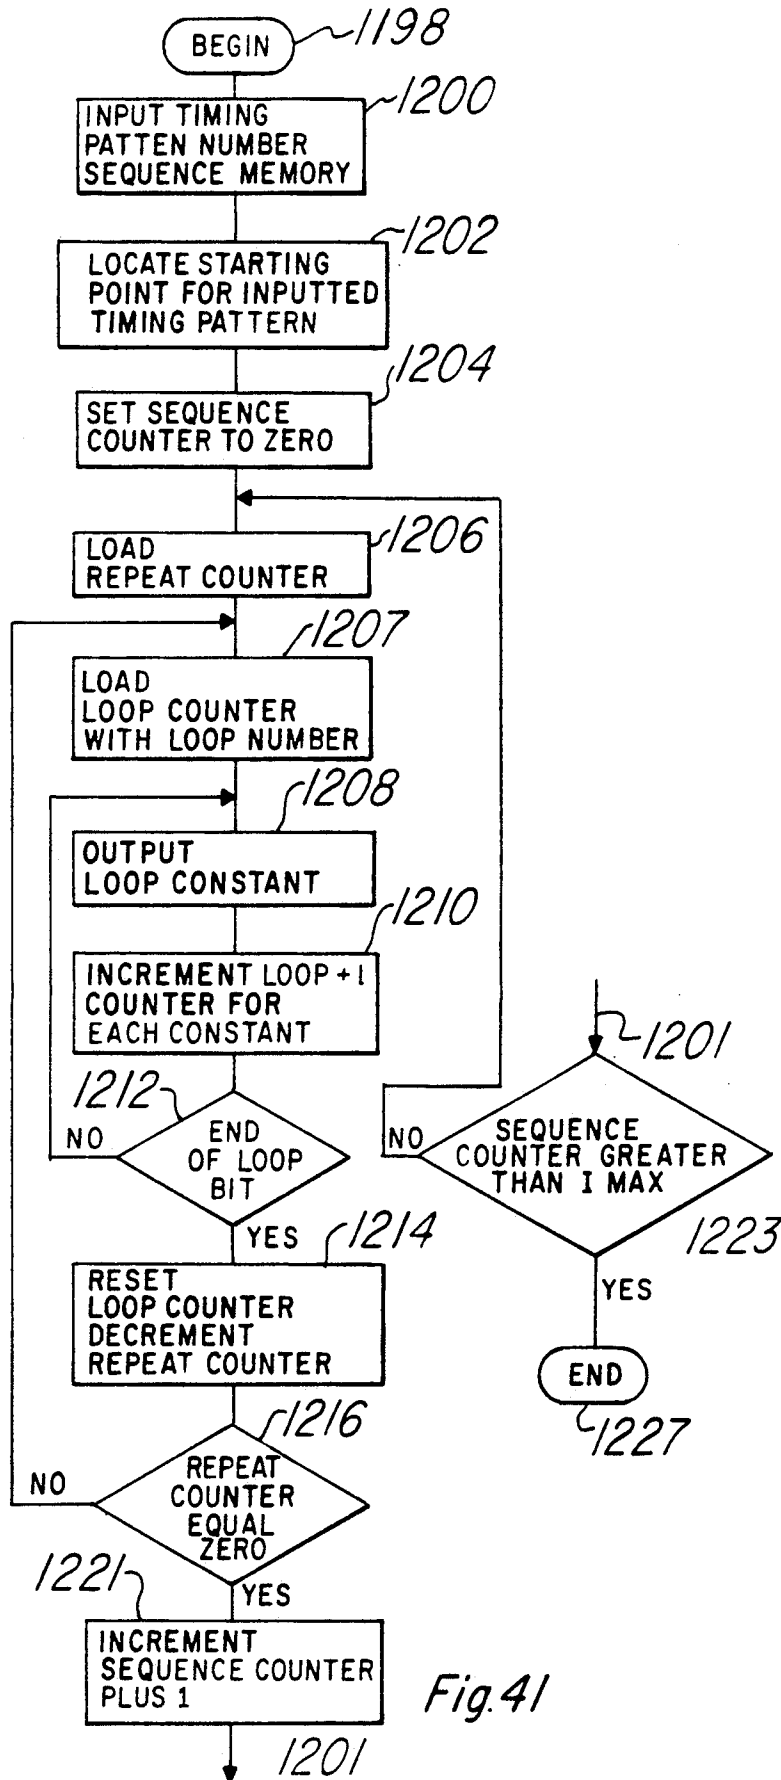 BEGIN
1198
1200
INPUT TIMING
PATTEN NUMBER
SEQUENCE MEMORY
1202
LOCATE STARTING
POINT FOR INPUTTED
TIMING PATTERN
1204
SET SEQUENCE
COUNTER TO ZERO
1206
LOAD
REPEAT COUNTER
1207
LOAD
LOOP COUNTER
WITH LOOP NUMBER
1208
OUTPUT
LOOP CONSTANT
1210
INCREMENT LOOP +1
COUNTER FOR
EACH CONSTANT
1212
NO
END
OF LOOP
BIT
YES
1214
RESET
LOOP COUNTER
DECREMENT
REPEAT COUNTER
1216
NO
REPEAT
COUNTER
EQUAL
ZERO
YES
1221
INCREMENT
SEQUENCE COUNTER
PLUS 1
1201
1201
NO
SEQUENCE
COUNTER GREATER
THAN I MAX
1223
YES
END
1227
Fig. 41